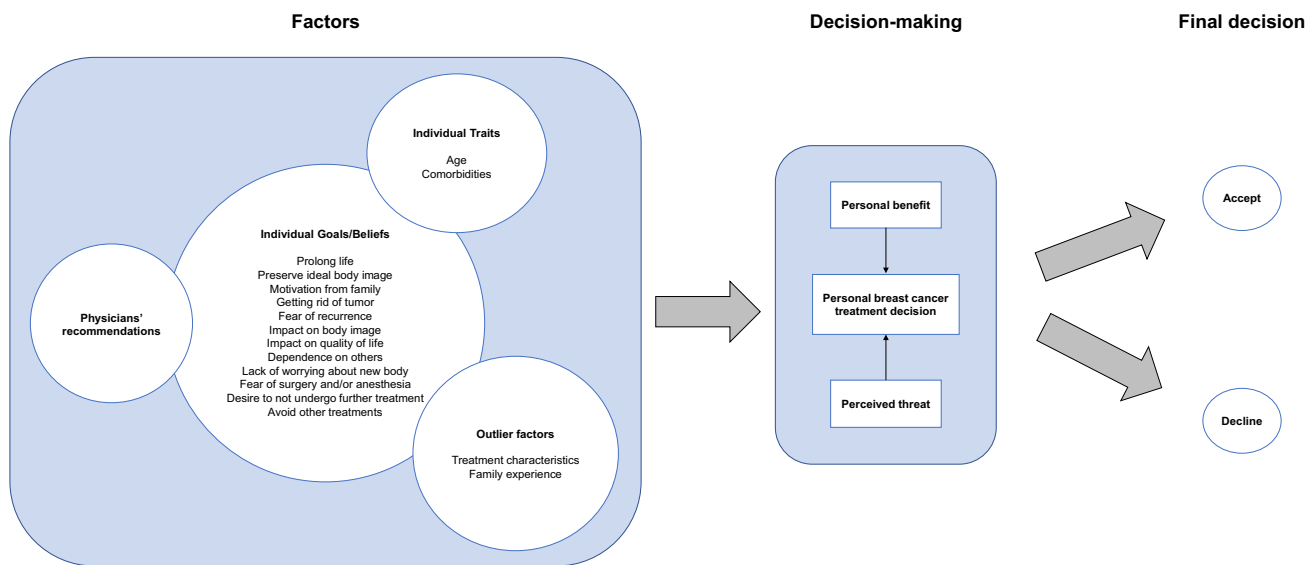 Factors
Decision-making
Final decision
Individual Traits
Age
Comorbidities
Individual Goals/Beliefs
Prolong life
Preserve ideal body image
Motivation from family
Getting rid of tumor
Fear of recurrence
Impact on body image
Impact on quality of life
Dependence on others
Lack of worrying about new body
Fear of surgery and/or anesthesia
Desire to not undergo further treatment
Avoid other treatments
Physicians'
recommendations
Outlier factors
Treatment characteristics
Family experience
Personal benefit
Personal breast cancer
treatment decision
Perceived threat
Accept
Decline